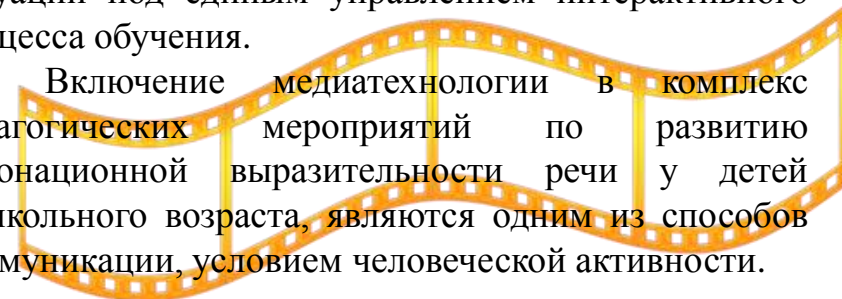 под единым управлением интерактивного
цесса обучения.
Включение медиатехнологии в комплекс
агогических мероприятий по развитию
онационной выразительности речи у детей
школьного возраста, являются одним из способов
муникации, условием человеческой активности.